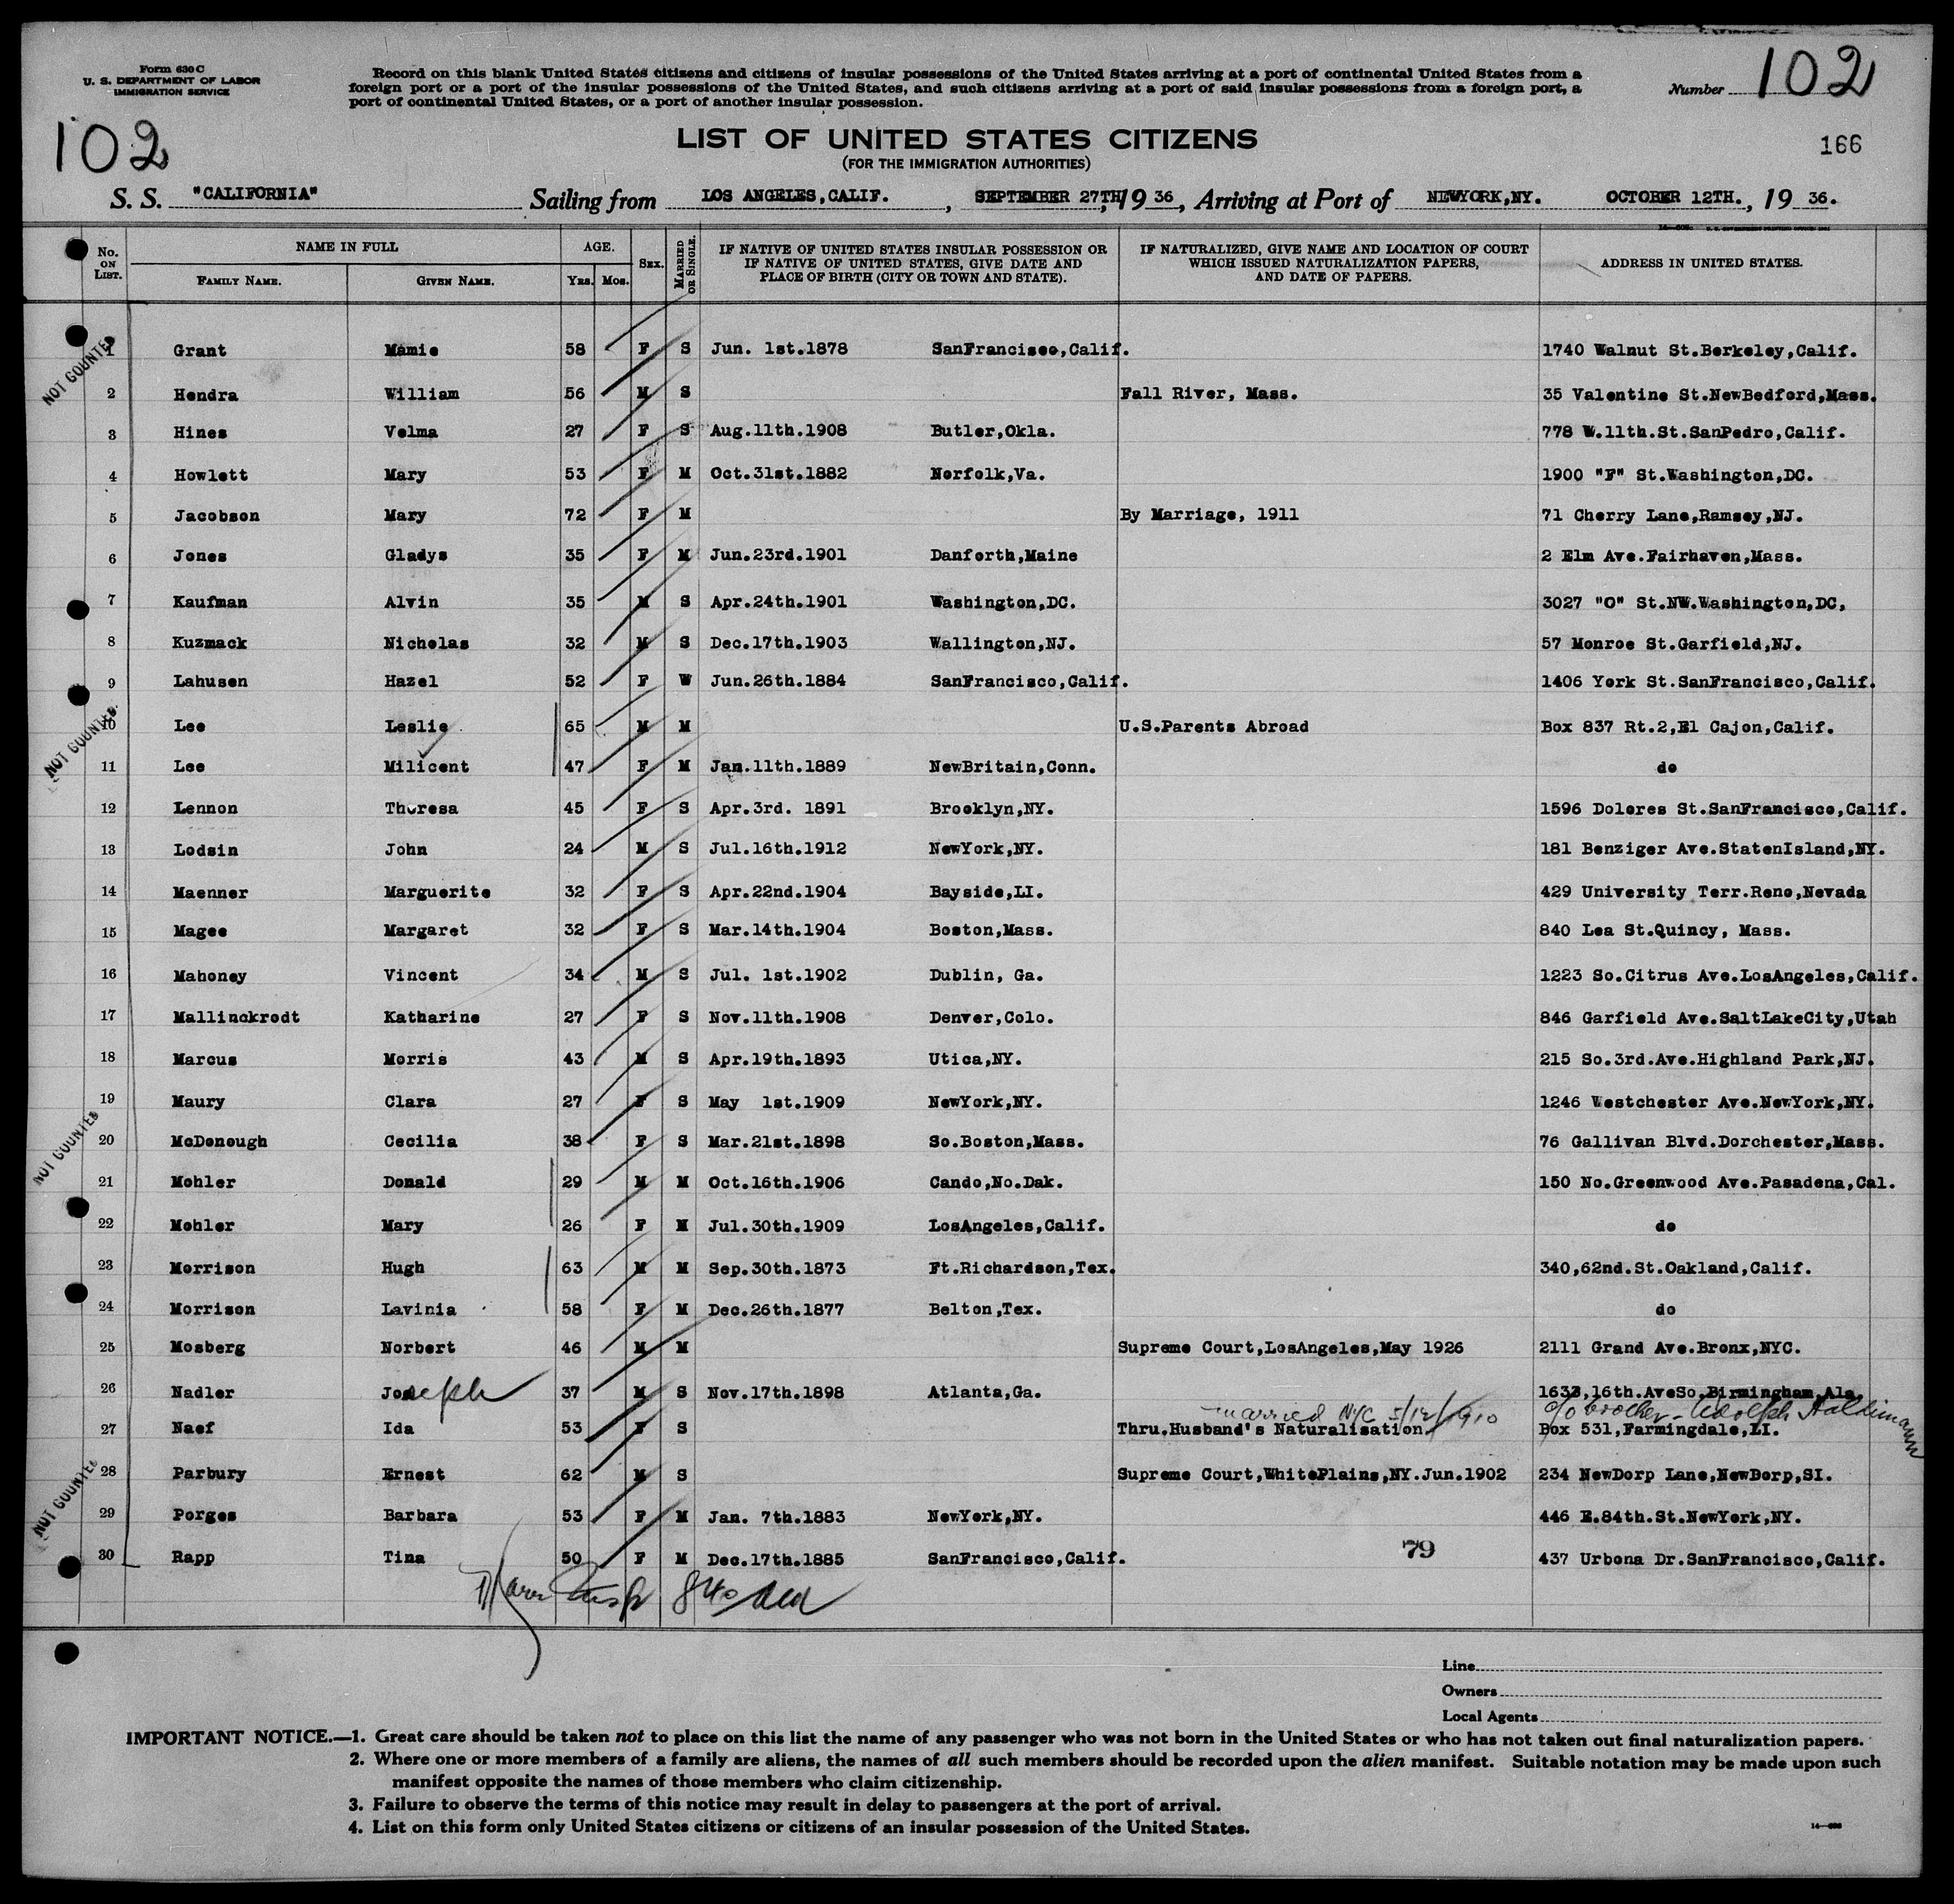 Form 630 C
U. S. DEPARTMENT OF LABOR
IMMIGRATION SERVICE
Record on this blank United States citizens and citizens of insular possessions of the United States arriving at a port of continental United States from a
foreign port or a port of the insular possessions of the United States, and such citizens arriving at a port of said insular possessions from a foreign port, a
port of continental United States, or a port of another insular possession.
Number 102
102
LIST OF UNITED STATES CITIZENS
(FOR THE IMMIGRATION AUTHORITIES)
166
S. S. "CALIFORNIA" Sailing from LOS ANGELES,CALIF. , SEPTEMBER 27TH, 19 36 , Arriving at Port of NEWYORK,NY. OCTOBER 12TH. , 19 36.
No. ON LIST. NAME IN FULL FAMILY NAME. GIVEN NAME. AGE. YRS. MOS. SEX. MARRIED OR SINGLE. IF NATIVE OF UNITED STATES INSULAR POSSESSION OR IF NATIVE OF UNITED STATES, GIVE DATE AND PLACE OF BIRTH (CITY OR TOWN AND STATE). IF NATURALIZED, GIVE NAME AND LOCATION OF COURT WHICH ISSUED NATURALIZATION PAPERS, AND DATE OF PAPERS. ADDRESS IN UNITED STATES.
NOT COUNTED
1 Grant Mamie 58 F S Jun. 1st.1878 SanFrancisco,Calif. 1740 Walnut St.Berkeley,Calif.
2 Hendra William 56 M S Fall River, Mass. 35 Valentine St.NewBedford,Mass.
3 Hines Velma 27 F S Aug.11th.1908 Butler,Okla. 778 W.11th.St.SanPedro,Calif.
4 Howlett Mary 53 F M Oct.31st.1882 Norfolk,Va. 1900 "F" St.Washington,DC.
5 Jacobson Mary 72 F M By Marriage, 1911 71 Cherry Lane,Ramsey,NJ.
6 Jones Gladys 35 F M Jun.23rd.1901 Danforth,Maine 2 Elm Ave.Fairhaven,Mass.
7 Kaufman Alvin 35 M S Apr.24th.1901 Washington,DC. 3027 "O" St.NW.Washington,DC,
8 Kuzmack Nicholas 32 M S Dec.17th.1903 Wallington,NJ. 57 Monroe St.Garfield,NJ.
9 Lahusen Hazel 52 F W Jun.26th.1884 SanFrancisco,Calif. 1406 York St.SanFrancisco,Calif.
NOT COUNTED
10 Lee Leslie 65 M M U.S.Parents Abroad Box 837 Rt.2,El Cajon,Calif.
11 Lee Milicent 47 F M Jan.11th.1889 NewBritain,Conn. do
12 Lennon Theresa 45 F S Apr.3rd. 1891 Brooklyn,NY. 1596 Dolores St.SanFrancisco,Calif.
13 Lodsin John 24 M S Jul.16th.1912 NewYork,NY. 181 Benziger Ave.StatenIsland,NY.
14 Maenner Marguerite 32 F S Apr.22nd.1904 Bayside,LI. 429 University Terr.Reno,Nevada
15 Magee Margaret 32 F S Mar.14th.1904 Boston,Mass. 840 Lea St.Quincy, Mass.
16 Mahoney Vincent 34 M S Jul. 1st.1902 Dublin, Ga. 1223 So.Citrus Ave.LosAngeles,Calif.
17 Mallinckrodt Katharine 27 F S Nov.11th.1908 Denver,Colo. 846 Garfield Ave.SaltLakeCity,Utah
18 Marcus Morris 43 M S Apr.19th.1893 Utica,NY. 215 So.3rd.Ave.Highland Park,NJ.
19 Maury Clara 27 F S May 1st.1909 NewYork,NY. 1246 Westchester Ave.NewYork,NY.
NOT COUNTED
20 McDonough Cecilia 38 F S Mar.21st.1898 So.Boston,Mass. 76 Gallivan Blvd.Dorchester,Mass.
21 Mohler Donald 29 M M Oct.16th.1906 Cando,No.Dak. 150 No.Greenwood Ave.Pasadena,Cal.
22 Mohler Mary 26 F M Jul.30th.1909 LosAngeles,Calif. do
23 Morrison Hugh 63 M M Sep.30th.1873 Ft.Richardson,Tex. 340,62nd.St.Oakland,Calif.
24 Morrison Lavinia 58 F M Dec.26th.1877 Belton,Tex. do
25 Mosberg Norbert 46 M M Supreme Court,LosAngeles,May 1926 2111 Grand Ave.Bronx,NYC.
26 Nadler Joseph 37 M S Nov.17th.1898 Atlanta,Ga. 1633,16th.AveSo.Birmingham,Ala.
married NYC 5/12/1910 c/o brother - Adolph Haldimann
27 Naef Ida 53 F S Thru.Husband's Naturalisation Box 531,Farmingdale,LI.
NOT COUNTED
28 Parbury Ernest 62 M S Supreme Court,WhitePlains,NY.Jun.1902 234 NewDorp Lane,NewDorp,SI.
29 Porges Barbara 53 F M Jan. 7th.1883 NewYork,NY. 446 E.84th.St.NewYork,NY.
30 Rapp Tina 50 F M Dec.17th.1885 SanFrancisco,Calif. 437 Urbona Dr.SanFrancisco,Calif.
79
Line
Owners
Local Agents
IMPORTANT NOTICE.—1. Great care should be taken not to place on this list the name of any passenger who was not born in the United States or who has not taken out final naturalization papers.
2. Where one or more members of a family are aliens, the names of all such members should be recorded upon the alien manifest. Suitable notation may be made upon such
manifest opposite the names of those members who claim citizenship.
3. Failure to observe the terms of this notice may result in delay to passengers at the port of arrival.
4. List on this form only United States citizens or citizens of an insular possession of the United States.